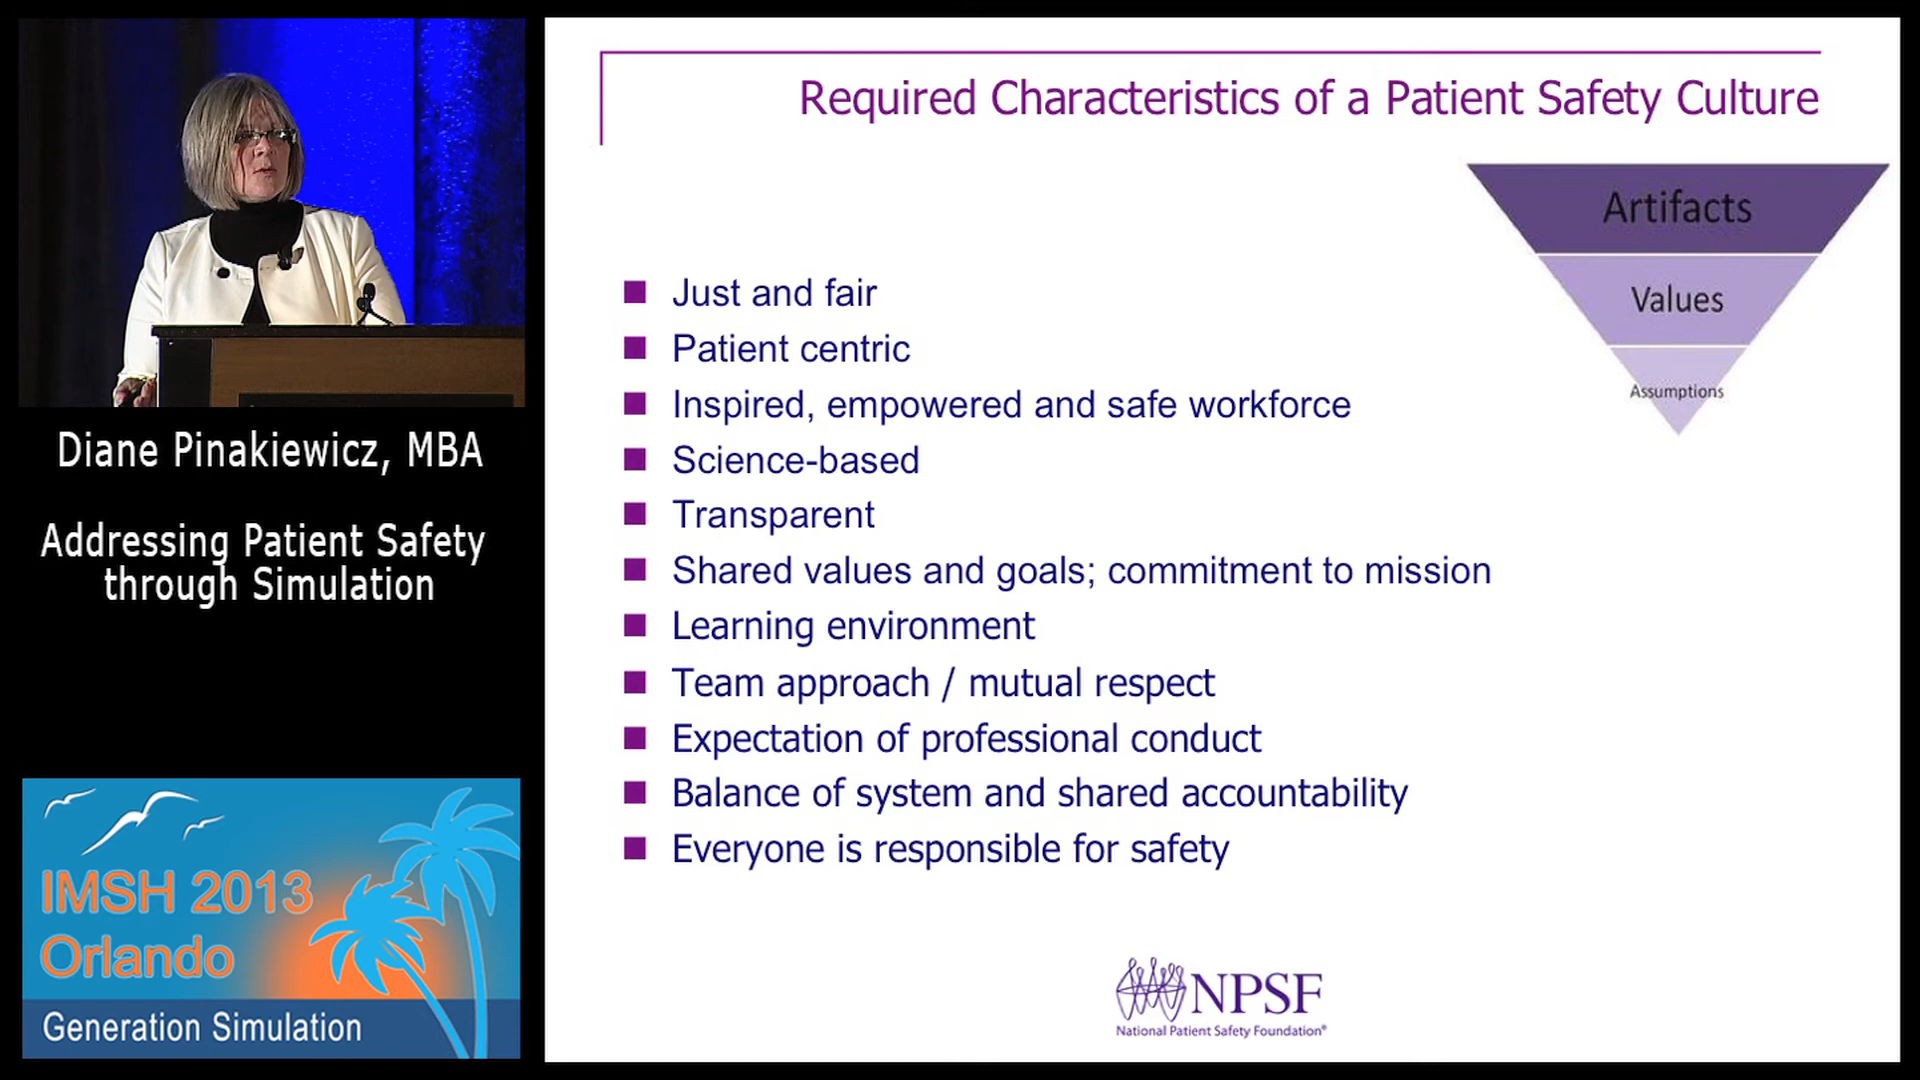 Diane Pinakiewicz, MBA
Addressing Patient Safety
through Simulation
IMSH 2013
Orlando
Generation Simulation
Required Characteristics of a Patient Safety Culture
Artifacts
Values
Assumptions
Just and fair
Patient centric
Inspired, empowered and safe workforce
Science-based
Transparent
Shared values and goals; commitment to mission
Learning environment
Team approach / mutual respect
Expectation of professional conduct
Balance of system and shared accountability
Everyone is responsible for safety
NPSF
National Patient Safety Foundation®